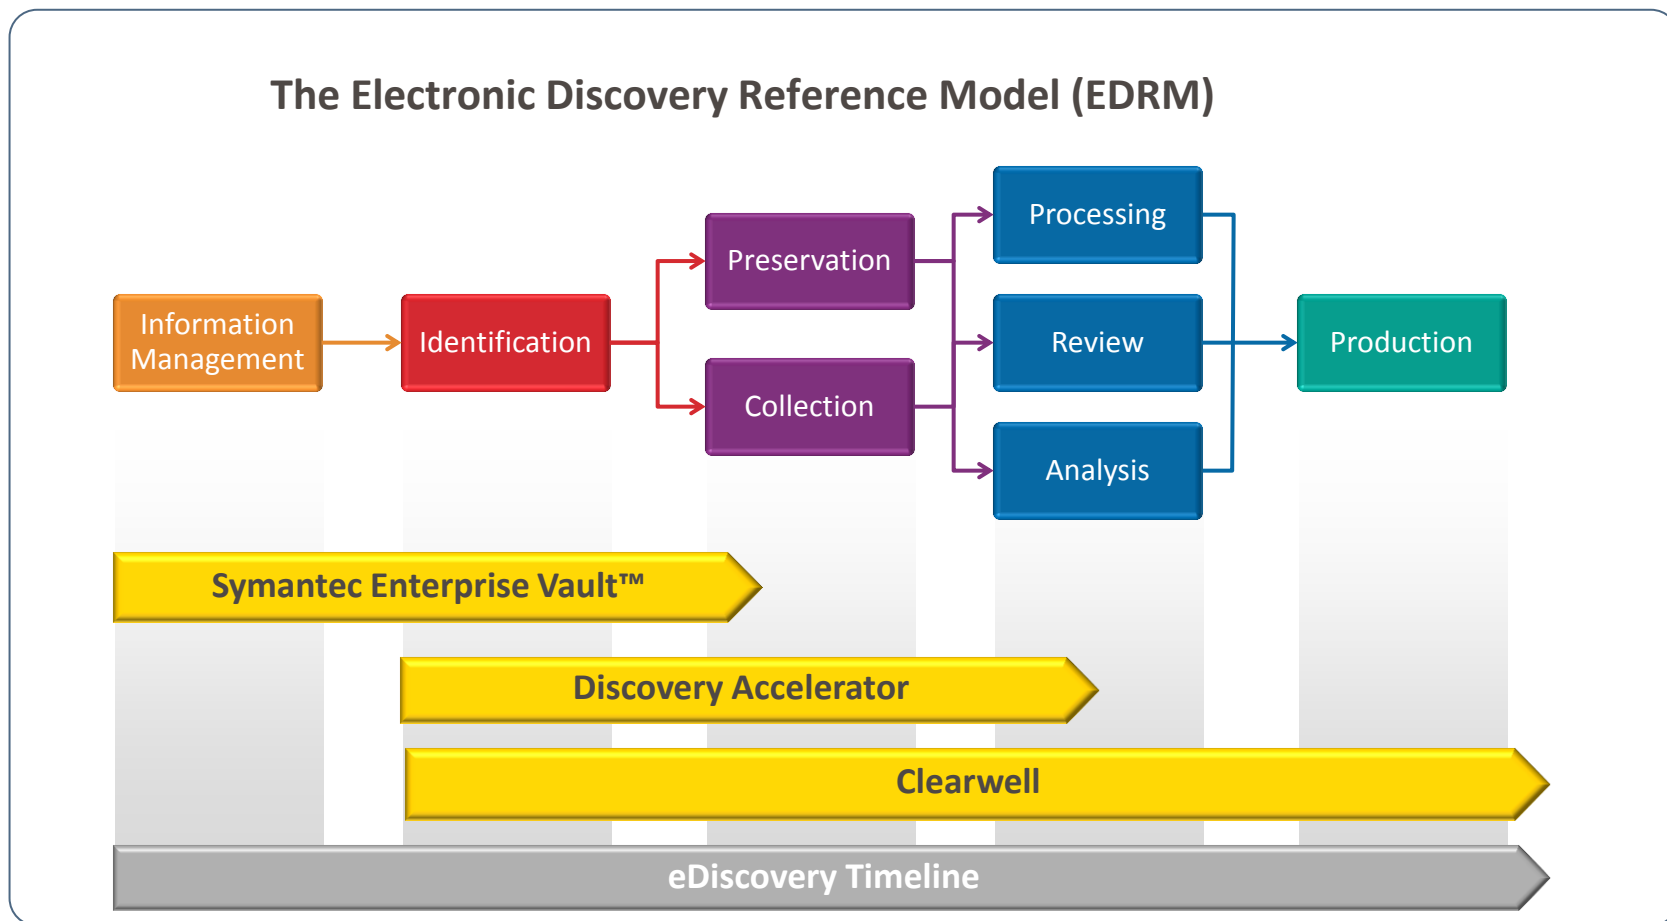 The Electronic Discovery Reference Model (EDRM)
Information
Management
Identification
Preservation
Collection
Processing
Review
Analysis
Production
Symantec Enterprise Vault™
Discovery Accelerator
Clearwell
eDiscovery Timeline